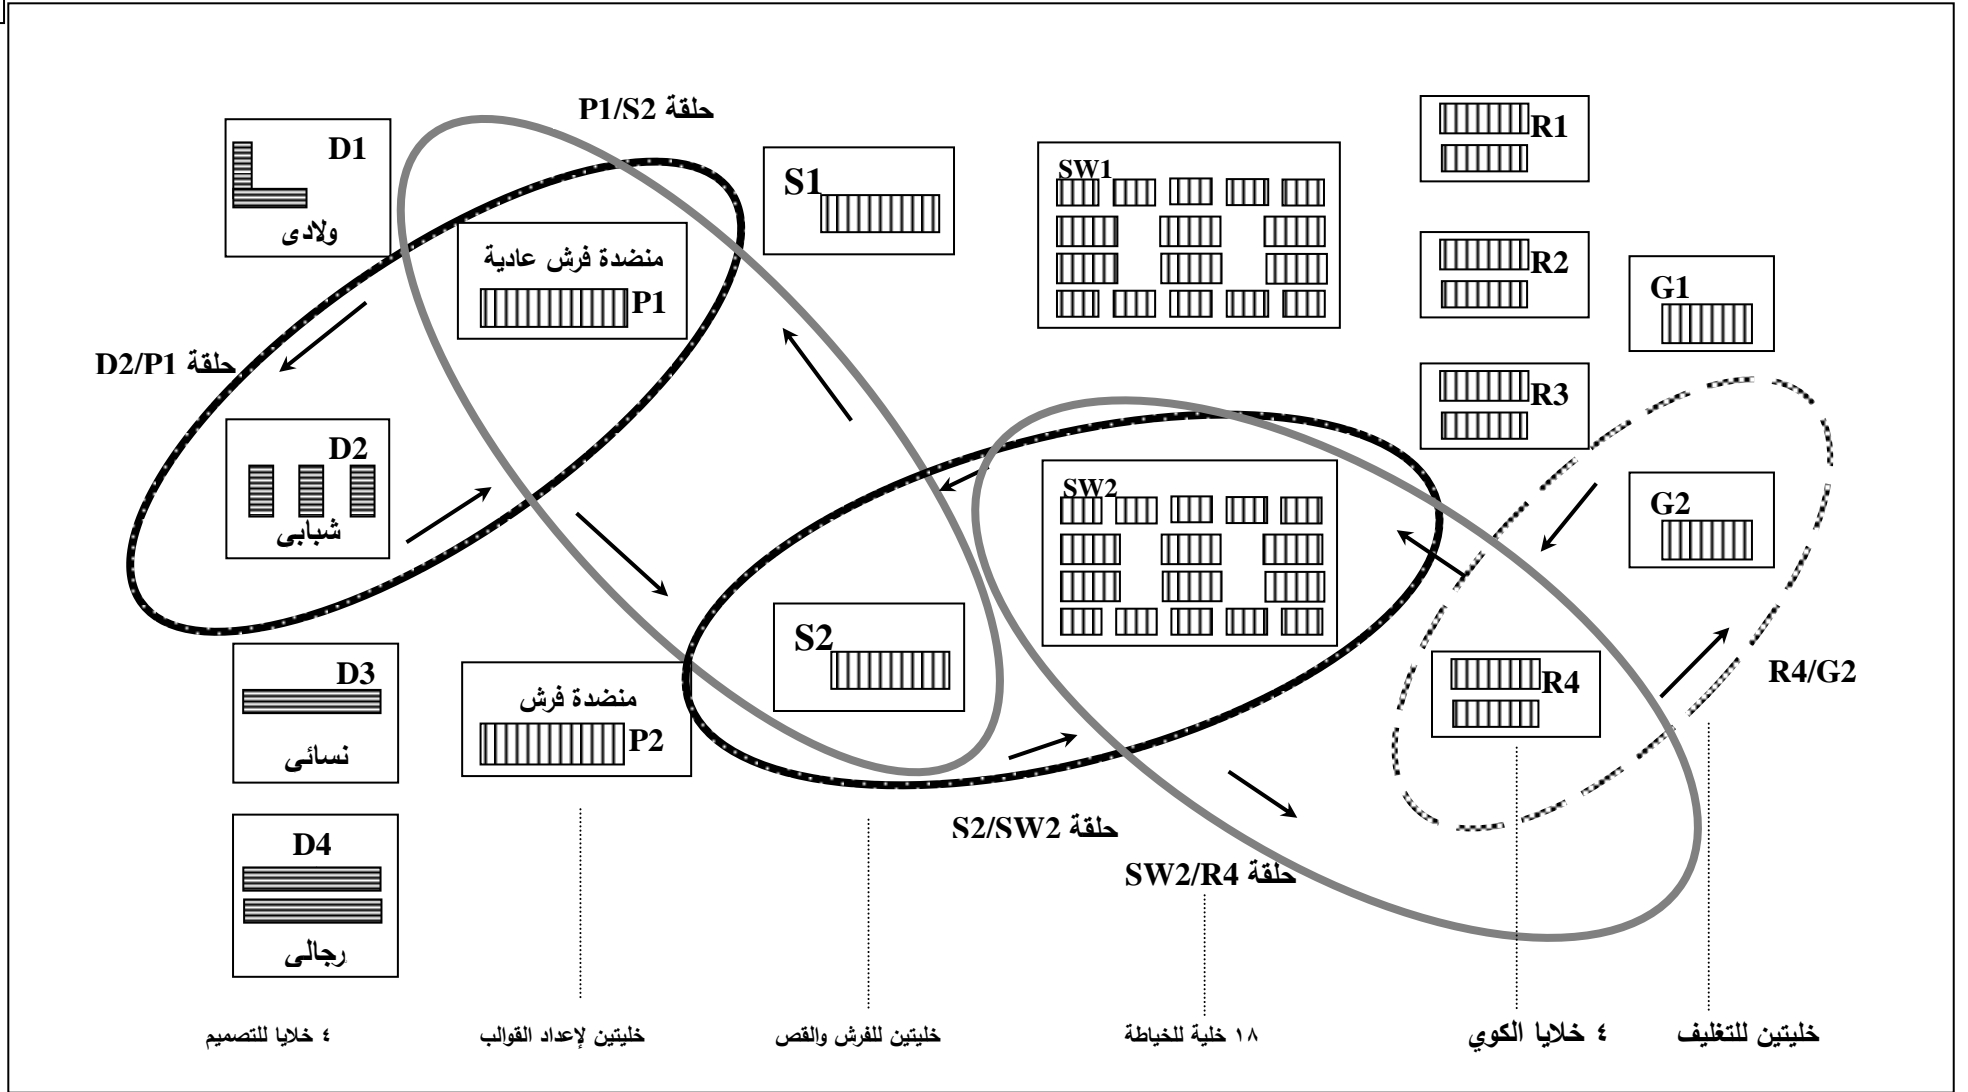 حلقة P1/S2
D1
ولادى
S1
SW1
R1
منضدة فرش عادية
P1
R2
G1
حلقة D2/P1
R3
D2
شبابى
SW2
G2
S2
D3
نسائى
منضدة فرش
P2
R4
R4/G2
حلقة S2/SW2
D4
رجالى
حلقة SW2/R4
٤ خلايا للتصميم
خليتين لإعداد القوالب
خليتين للفرش والقص
١٨ خلية للخياطة
٤ خلايا الكوي
خليتين للتغليف